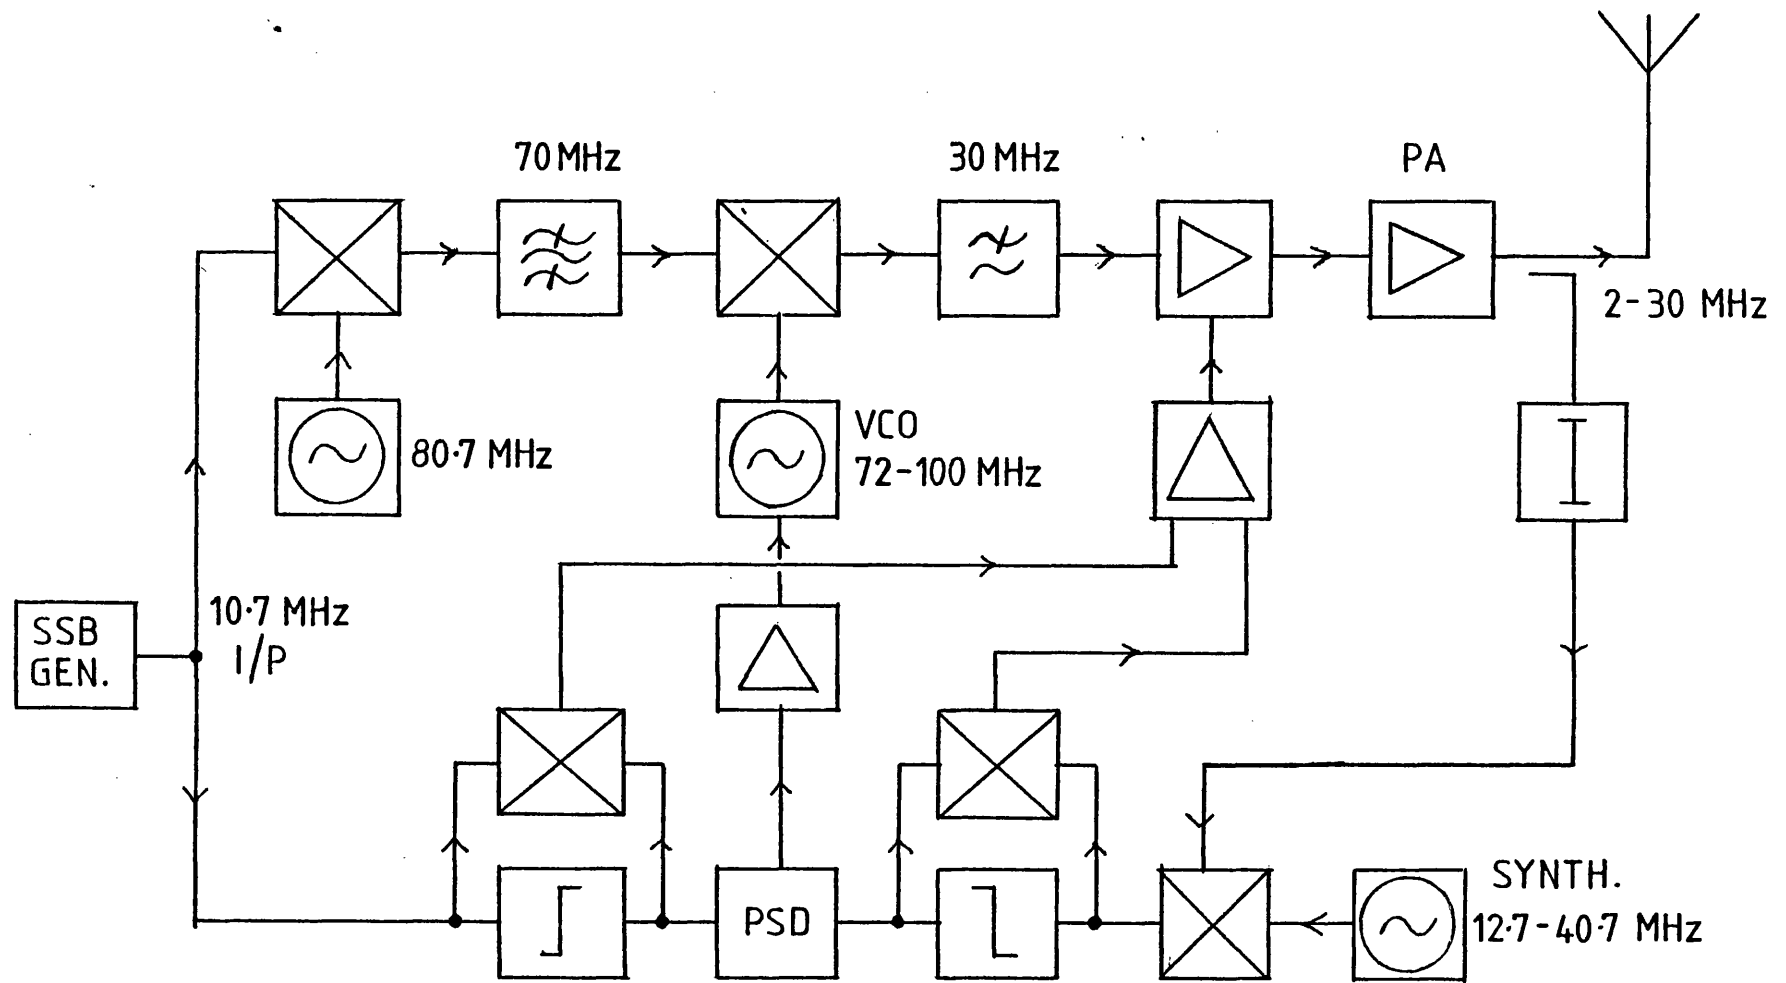 70 MHz
30 MHz
PA
2-30 MHz
80·7 MHz
VCO
72-100 MHz
10·7 MHz
I/P
SSB
GEN.
PSD
SYNTH.
12·7-40·7 MHz